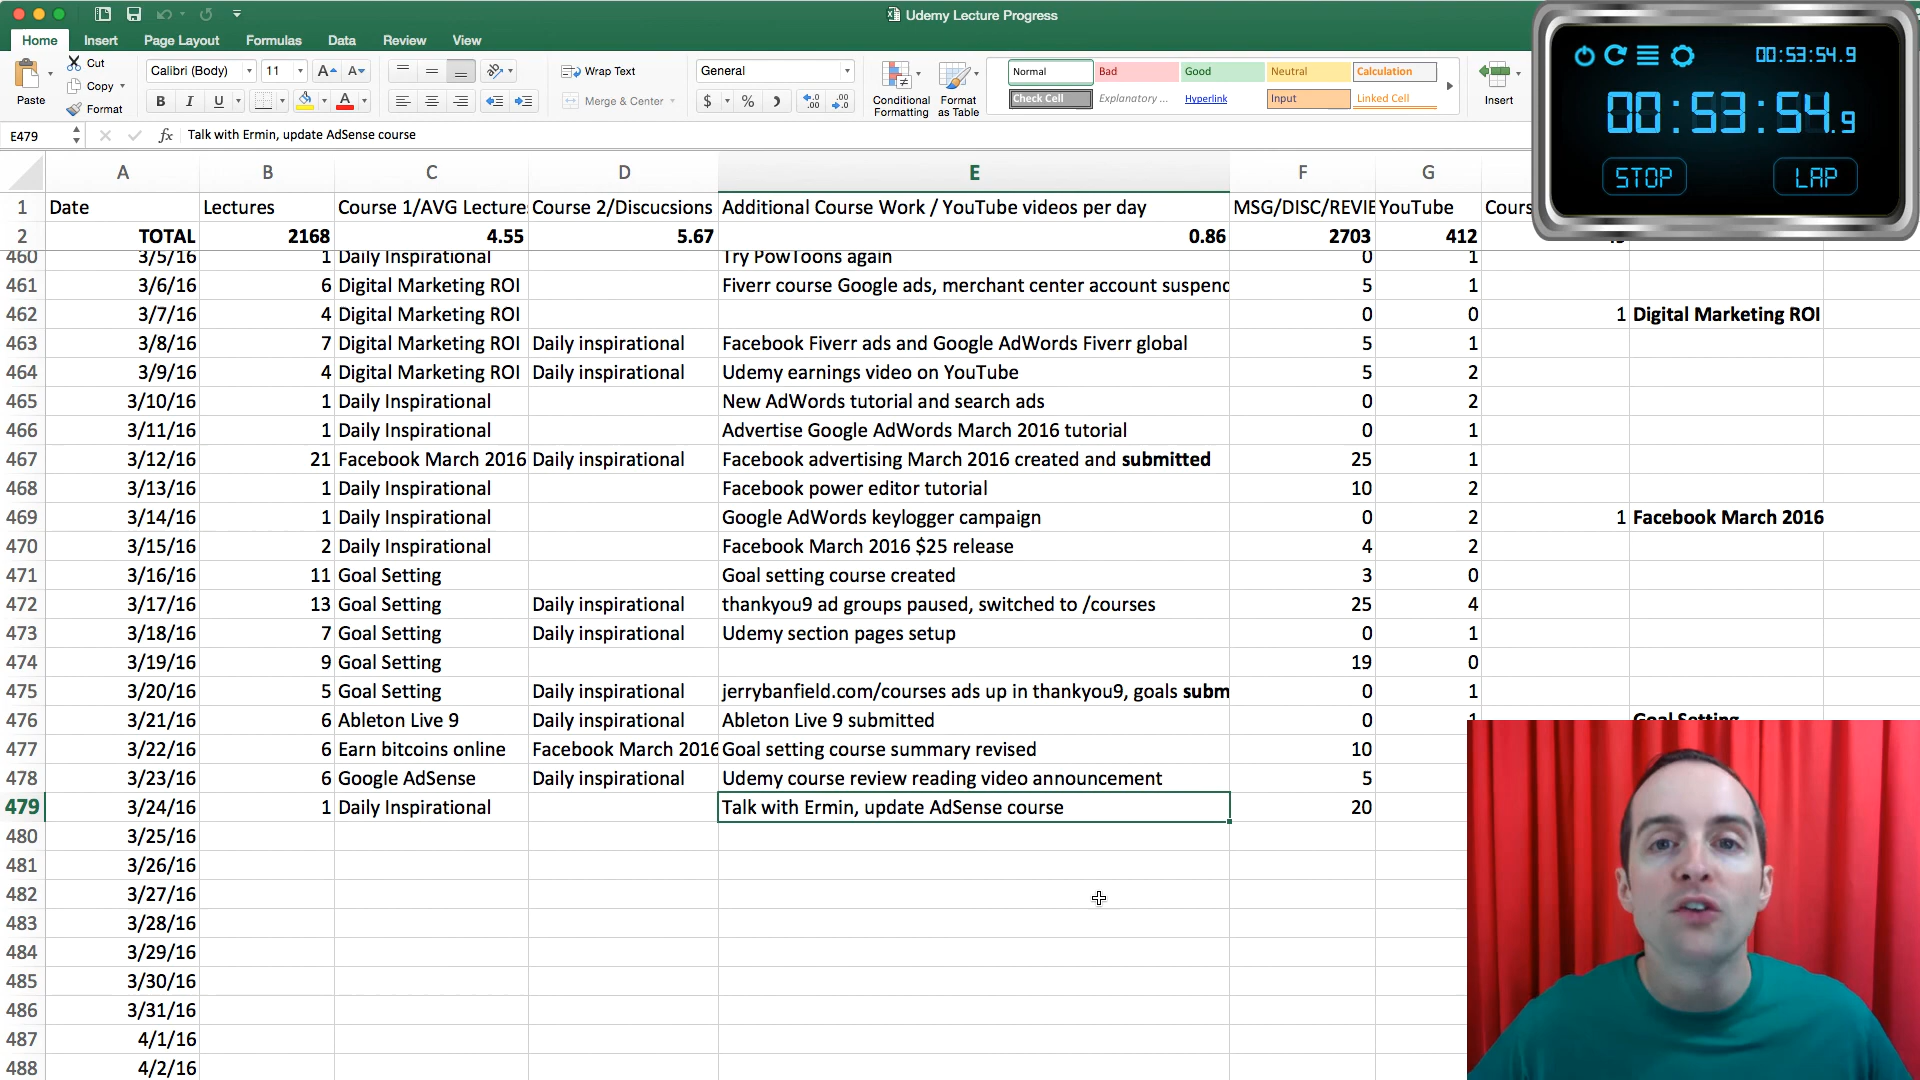 Udemy Lecture Progress
Home Insert Page Layout Formulas Data Review View
Paste Cut Copy Format
Calibri (Body) 11
B I U
Wrap Text
Merge & Center
General
$ %
Conditional Formatting Format as Table
Normal Bad Good Neutral Calculation
Check Cell Explanatory ... Hyperlink Input Linked Cell
Insert
00:53:54.9
00:53:54.9
STOP LAP
E479 fx Talk with Ermin, update AdSense course
A B C D E F G
1 Date Lectures Course 1/AVG Lecture Course 2/Discucsions Additional Course Work / YouTube videos per day MSG/DISC/REVIE YouTube Cours
2 TOTAL 2168 4.55 5.67 0.86 2703 412
460 3/5/16 1 Daily Inspirational Try PowToons again 0 1
461 3/6/16 6 Digital Marketing ROI Fiverr course Google ads, merchant center account suspend 5 1
462 3/7/16 4 Digital Marketing ROI 0 0 1 Digital Marketing ROI
463 3/8/16 7 Digital Marketing ROI Daily inspirational Facebook Fiverr ads and Google AdWords Fiverr global 5 1
464 3/9/16 4 Digital Marketing ROI Daily inspirational Udemy earnings video on YouTube 5 2
465 3/10/16 1 Daily Inspirational New AdWords tutorial and search ads 0 2
466 3/11/16 1 Daily Inspirational Advertise Google AdWords March 2016 tutorial 0 1
467 3/12/16 21 Facebook March 2016 Daily inspirational Facebook advertising March 2016 created and submitted 25 1
468 3/13/16 1 Daily Inspirational Facebook power editor tutorial 10 2
469 3/14/16 1 Daily Inspirational Google AdWords keylogger campaign 0 2 1 Facebook March 2016
470 3/15/16 2 Daily Inspirational Facebook March 2016 $25 release 4 2
471 3/16/16 11 Goal Setting Goal setting course created 3 0
472 3/17/16 13 Goal Setting Daily inspirational thankyou9 ad groups paused, switched to /courses 25 4
473 3/18/16 7 Goal Setting Daily inspirational Udemy section pages setup 0 1
474 3/19/16 9 Goal Setting 19 0
475 3/20/16 5 Goal Setting Daily inspirational jerrybanfield.com/courses ads up in thankyou9, goals subm 0 1
476 3/21/16 6 Ableton Live 9 Daily inspirational Ableton Live 9 submitted 0 1 Goal Setting
477 3/22/16 6 Earn bitcoins online Facebook March 2016 Goal setting course summary revised 10
478 3/23/16 6 Google AdSense Daily inspirational Udemy course review reading video announcement 5
479 3/24/16 1 Daily Inspirational Talk with Ermin, update AdSense course 20
480 3/25/16
481 3/26/16
482 3/27/16
483 3/28/16
484 3/29/16
485 3/30/16
486 3/31/16
487 4/1/16
488 4/2/16